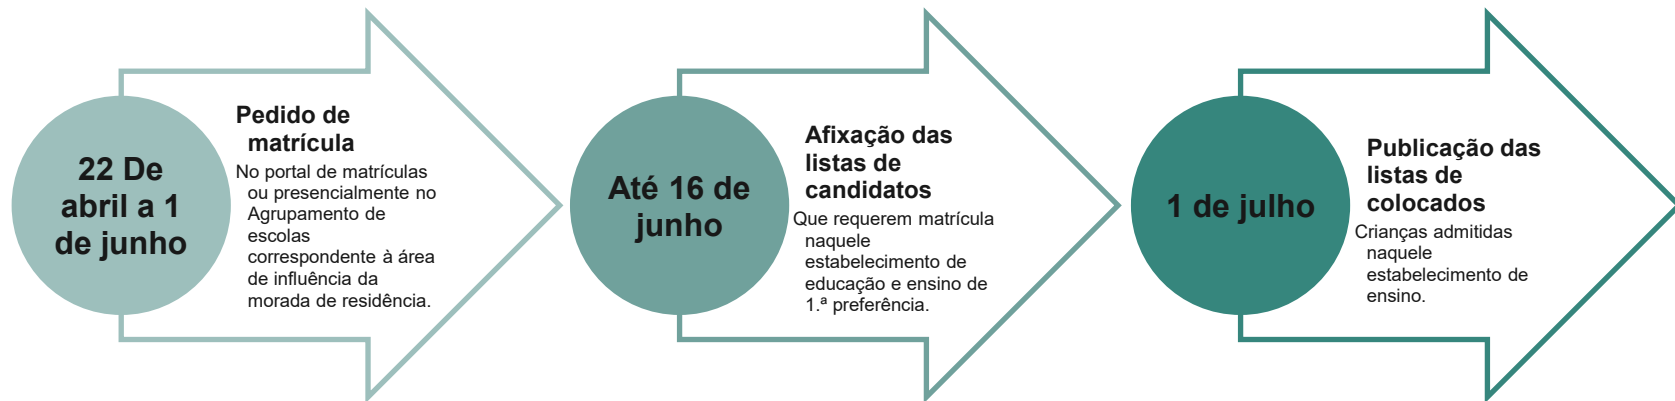 22 De
abril a 1
de junho
Pedido de
matrícula
No portal de matrículas
ou presencialmente no
Agrupamento de
escolas
correspondente à área
de influência da
morada de residência.
Até 16 de
junho
Afixação das
listas de
candidatos
Que requerem matrícula
naquele
estabelecimento de
educação e ensino de
1.ª preferência.
1 de julho
Publicação das
listas de
colocados
Crianças admitidas
naquele
estabelecimento de
ensino.